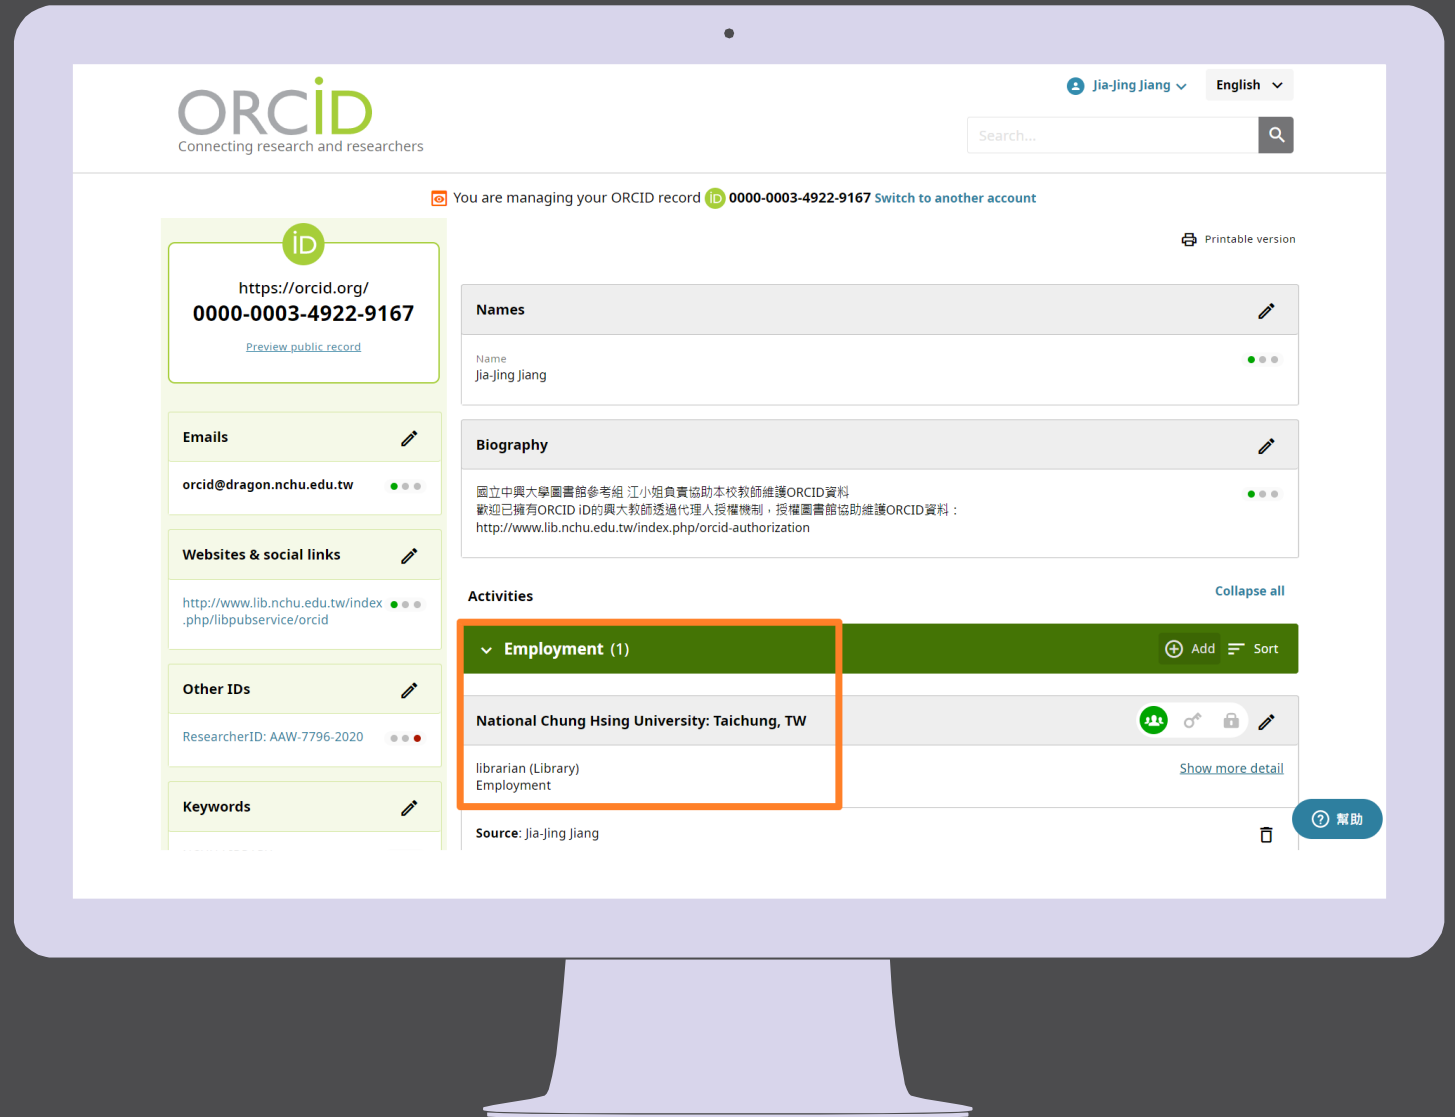 ORCID
Connecting research and researchers
Jia-Jing Jiang
English
Search...
You are managing your ORCID record iD 0000-0003-4922-9167 Switch to another account
Printable version
iD
https://orcid.org/
0000-0003-4922-9167
Preview public record
Emails
orcid@dragon.nchu.edu.tw
Websites & social links
http://www.lib.nchu.edu.tw/index
.php/libpubservice/orcid
Other IDs
ResearcherID: AAW-7796-2020
Keywords
Names
Name
Jia-Jing Jiang
Biography
國立中興大學圖書館參考組 江小姐負責協助本校教師維護ORCID資料
歡迎已擁有ORCID iD的興大教師透過代理人授權機制，授權圖書館協助維護ORCID資料：
http://www.lib.nchu.edu.tw/index.php/orcid-authorization
Activities
Collapse all
Employment (1)
Add
Sort
National Chung Hsing University: Taichung, TW
librarian (Library)
Employment
Show more detail
Source: Jia-Jing Jiang
幫助